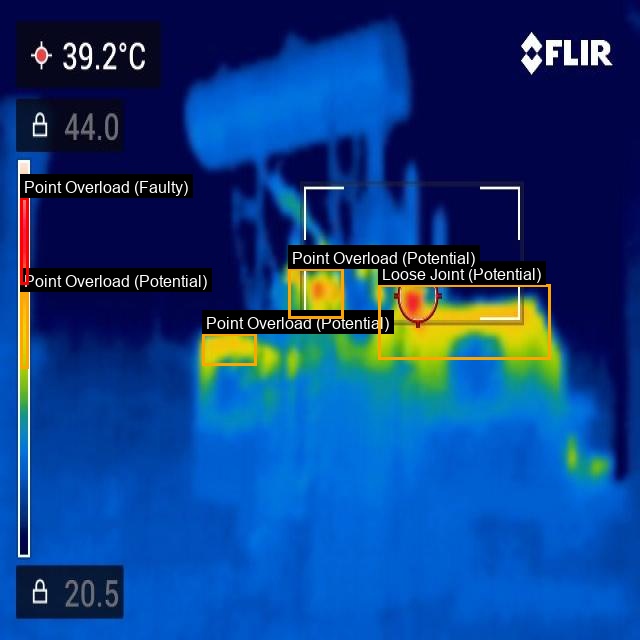 39.2°C
FLIR
44.0
Point Overload (Faulty)
Point Overload (Potential)
Loose Joint (Potential)
Point Overload (Potential)
Point Overload (Potential)
20.5